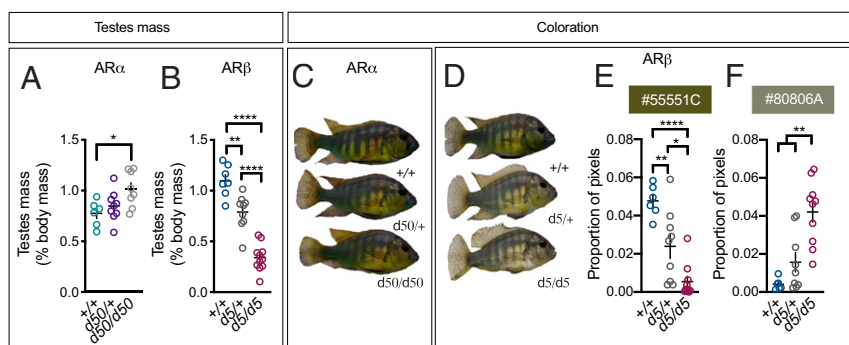 Testes mass
Coloration
A
ARα
Testes mass
(% body mass)
1.5
1.0
0.5
0.0
*
+/+
d50/+
d50/d50
B
ARβ
Testes mass
(% body mass)
1.5
1.0
0.5
0.0
****
**
****
+/+
d5/+
d5/d5
C
ARα
+/+
d50/+
d50/d50
D
+/+
d5/+
d5/d5
ARβ
E
#55551C
Proportion of pixels
0.08
0.06
0.04
0.02
0.00
****
*
**
+/+
d5/+
d5/d5
F
#80806A
Proportion of pixels
0.08
0.06
0.04
0.02
0.00
**
+/+
d5/+
d5/d5